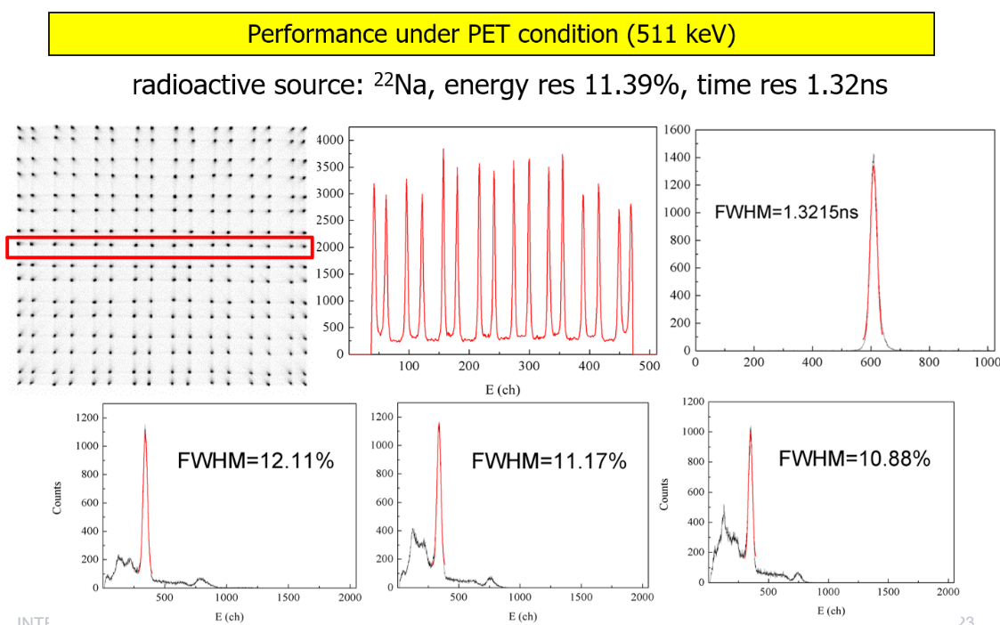 Performance under PET condition (511 keV)
radioactive source: ²²Na, energy res 11.39%, time res 1.32ns
4000
3500
3000
2500
2000
1500
1000
500
0
100 200 300 400 500
E (ch)
1600
1400
1200
1000
800
600
400
200
0
FWHM=1.3215ns
0 200 400 600 800 1000
1200
1000
800
600
400
200
0
Counts
FWHM=12.11%
500 1000 1500 2000
E (ch)
1200
1000
800
600
400
200
0
FWHM=11.17%
0 500 1000 1500 2000
E (ch)
1200
1000
800
600
400
200
0
Counts
FWHM=10.88%
0 500 1000 1500 2000
E (ch)
23